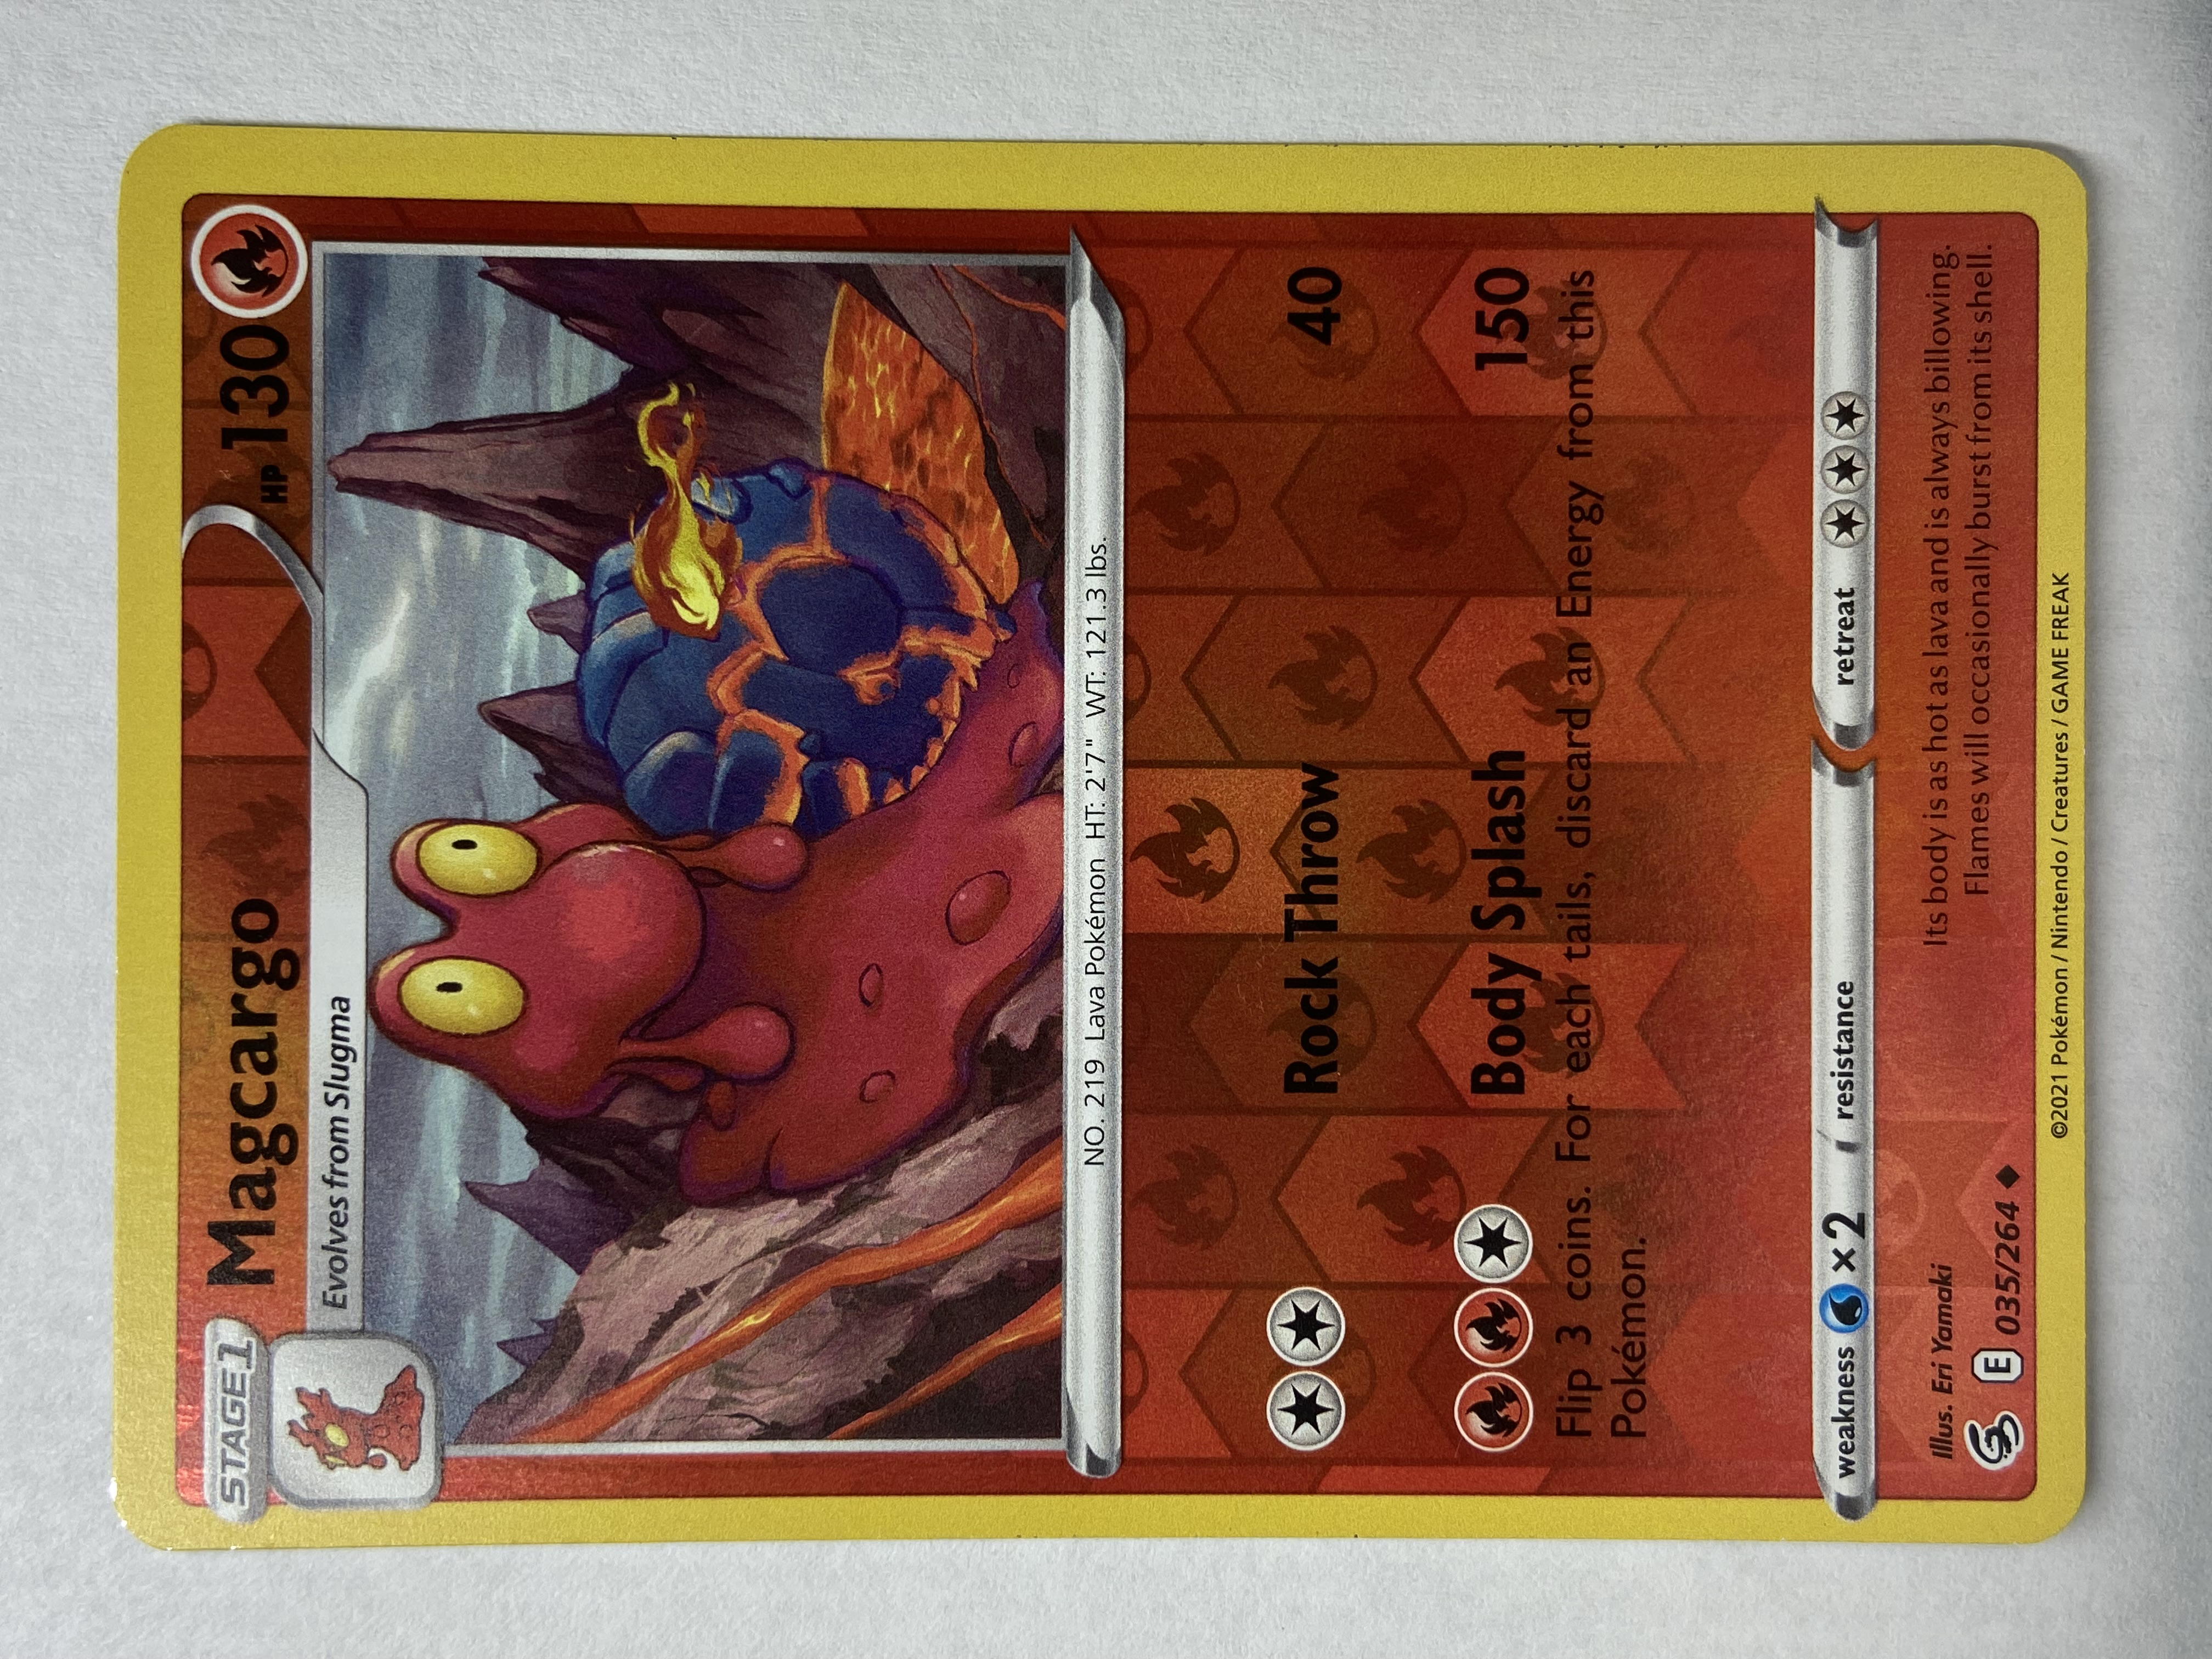 STAGE 1
Magcargo
HP 130
Evolves from Slugma
NO. 219 Lava Pokémon HT: 2'7" WT: 121.3 lbs.
Rock Throw 40
Body Splash 150
Flip 3 coins. For each tails, discard an Energy from this
Pokémon.
weakness ×2 resistance retreat
Illus. Eri Yamaki
Its body is as hot as lava and is always billowing.
Flames will occasionally burst from its shell.
E 035/264 ◆
©2021 Pokémon / Nintendo / Creatures / GAME FREAK